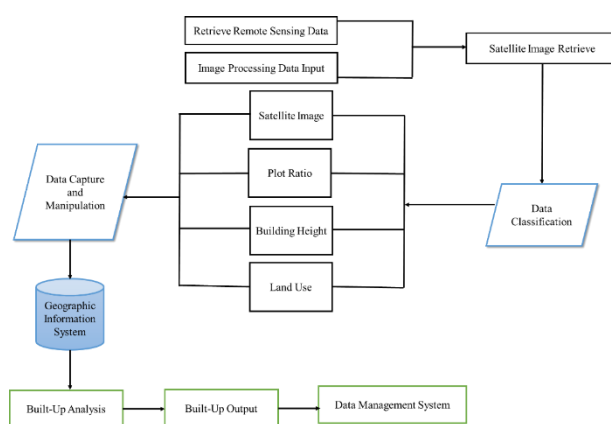 Retrieve Remote Sensing Data
Image Processing Data Input
Satellite Image Retrieve
Satellite Image
Plot Ratio
Building Height
Land Use
Data
Classification
Data Capture
and
Manipulation
Geographic
Information
System
Built-Up Analysis
Built-Up Output
Data Management System